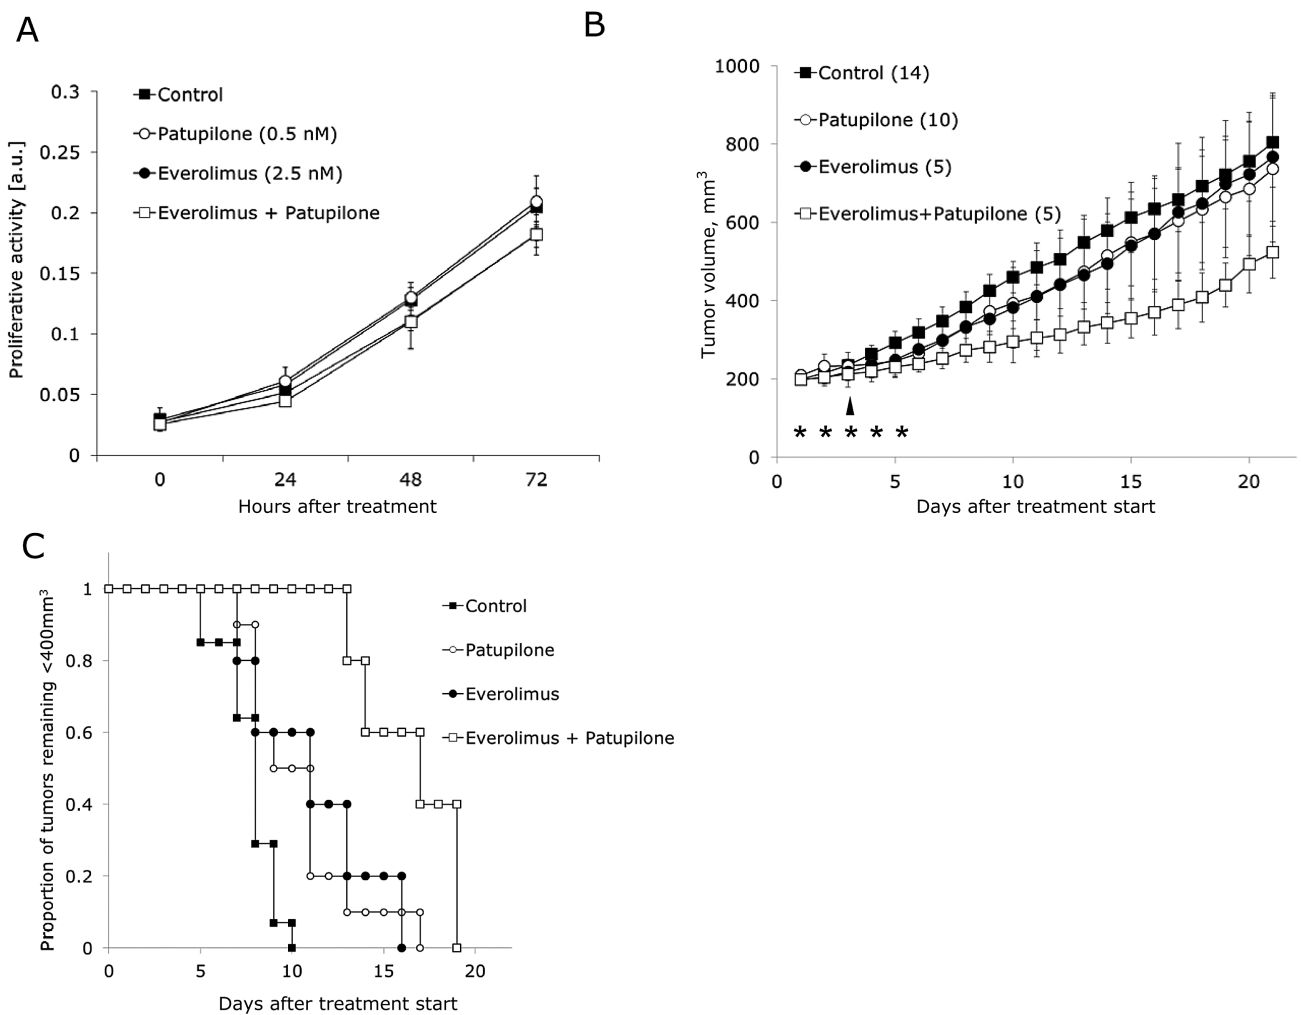 A
0.3
0.25
0.2
0.15
0.1
0.05
0
Proliferative activity [a.u.]
Control
Patupilone (0.5 nM)
Everolimus (2.5 nM)
Everolimus + Patupilone
0 24 48 72
Hours after treatment
B
1000
800
600
400
200
0
Tumor volume, mm³
Control (14)
Patupilone (10)
Everolimus (5)
Everolimus+Patupilone (5)
* * * * *
0 5 10 15 20
Days after treatment start
C
1
0.8
0.6
0.4
0.2
0
Proportion of tumors remaining <400mm³
Control
Patupilone
Everolimus
Everolimus + Patupilone
0 5 10 15 20
Days after treatment start